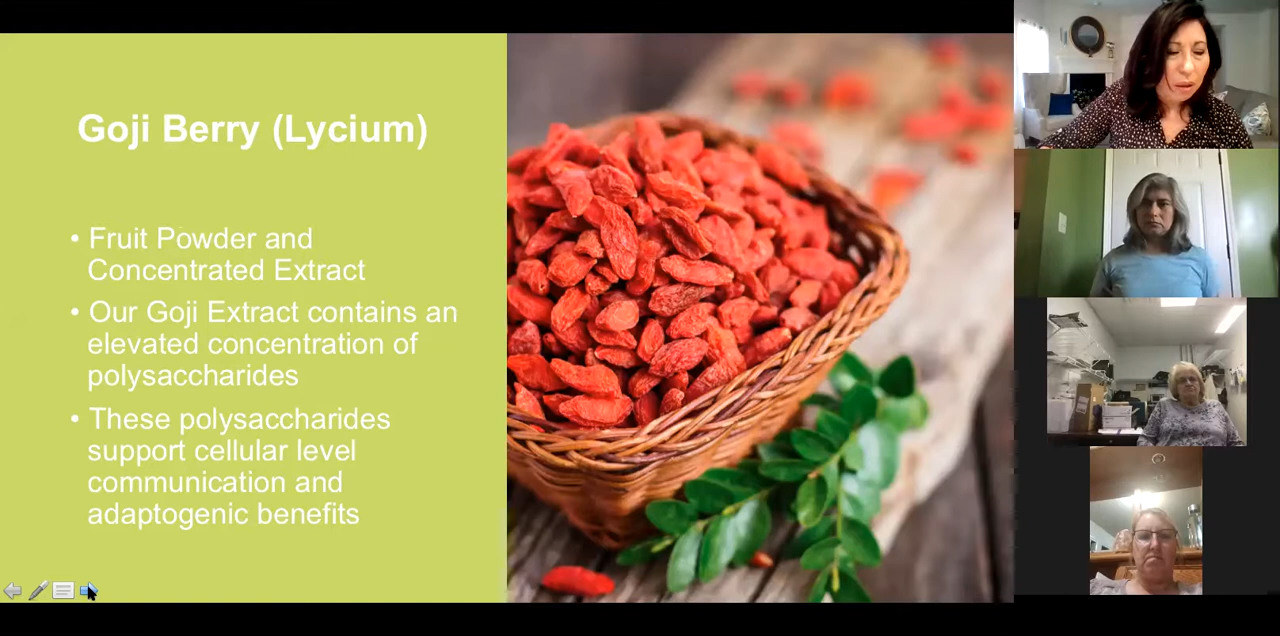 Goji Berry (Lycium)
• Fruit Powder and
Concentrated Extract
• Our Goji Extract contains an
elevated concentration of
polysaccharides
• These polysaccharides
support cellular level
communication and
adaptogenic benefits